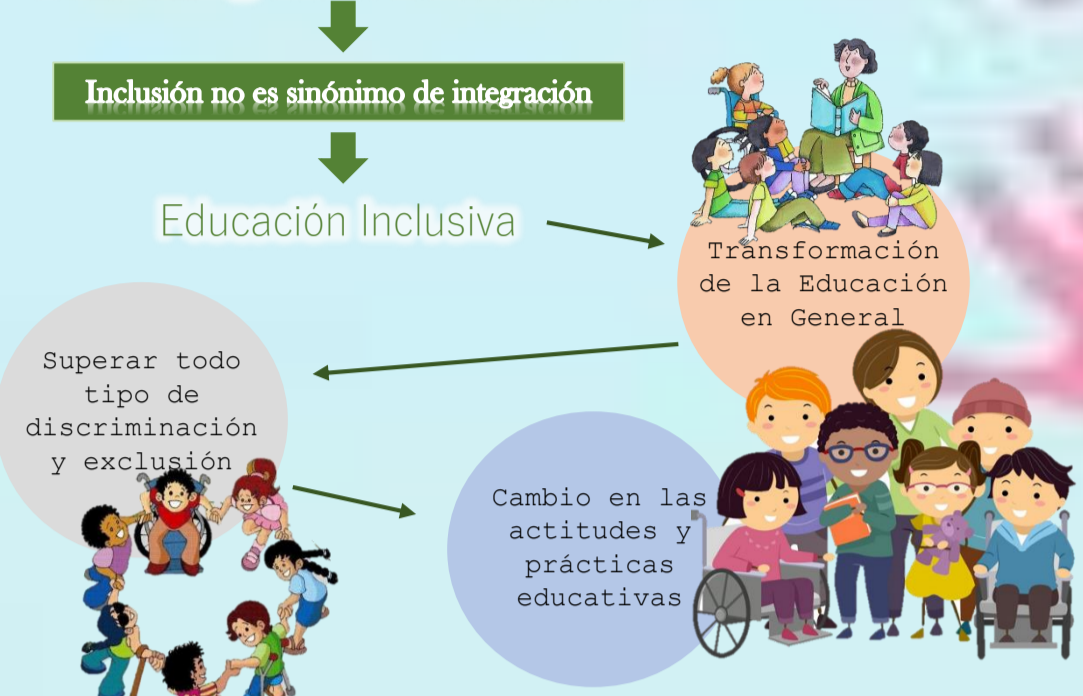 Inclusión no es sinónimo de integración
Educación Inclusiva
Transformación
de la Educación
en General
Superar todo
tipo de
discriminación
y exclusión
Cambio en las
actitudes y
prácticas
educativas